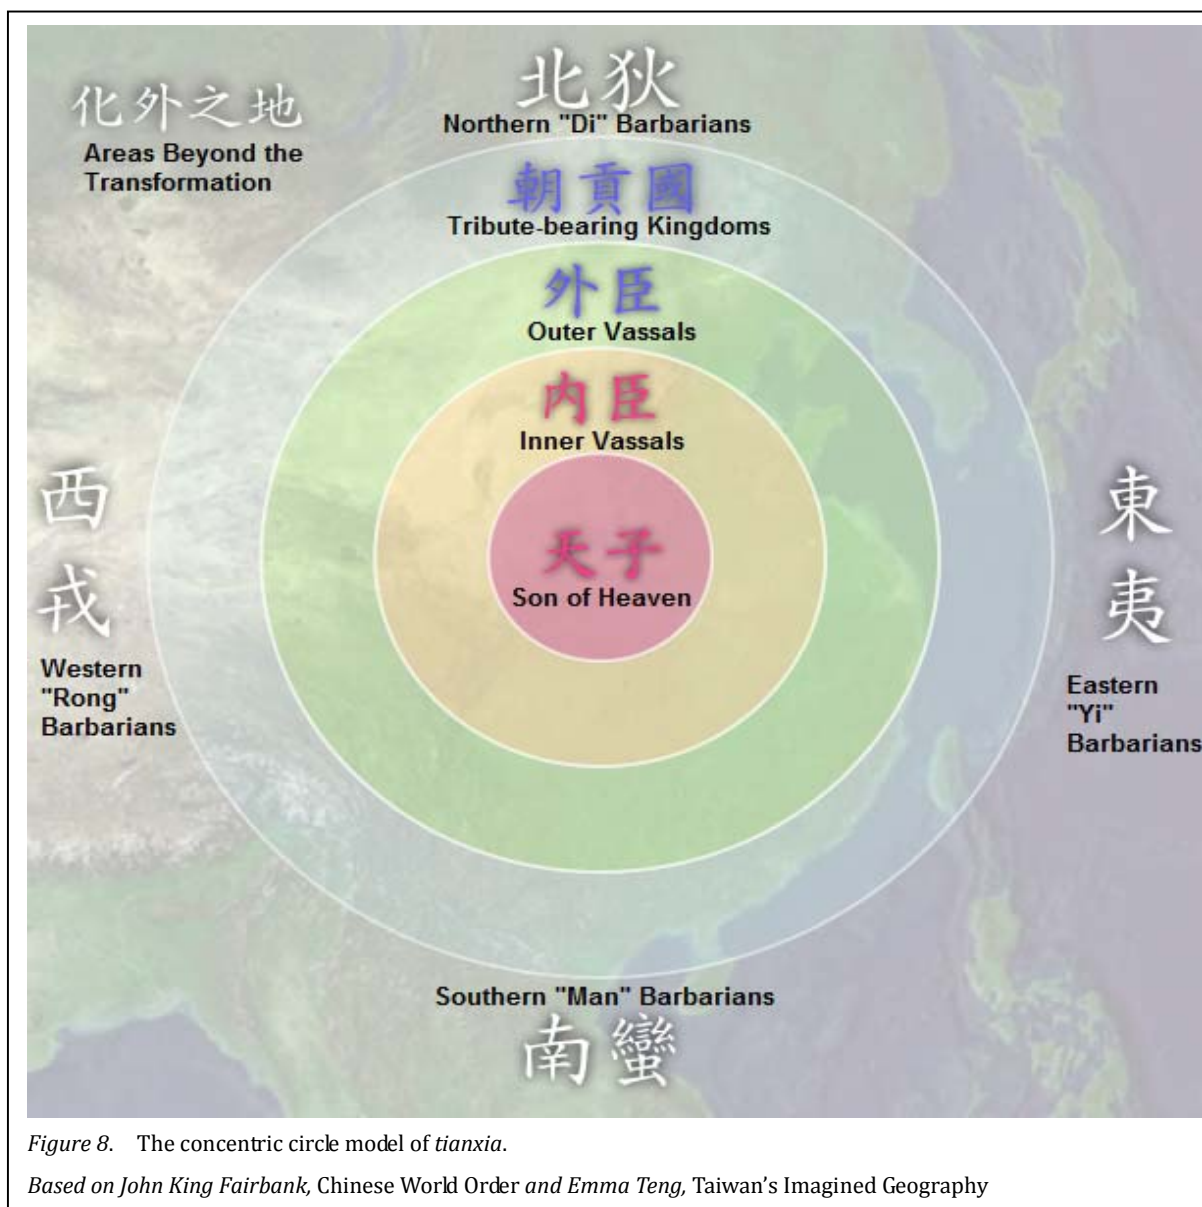 化外之地
Areas Beyond the
Transformation
北狄
Northern "Di" Barbarians
朝貢國
Tribute-bearing Kingdoms
外臣
Outer Vassals
内臣
Inner Vassals
天子
Son of Heaven
西
戎
Western
"Rong"
Barbarians
東
夷
Eastern
"Yi"
Barbarians
Southern "Man" Barbarians
南蠻
Figure 8. The concentric circle model of tianxia.
Based on John King Fairbank, Chinese World Order and Emma Teng, Taiwan’s Imagined Geography